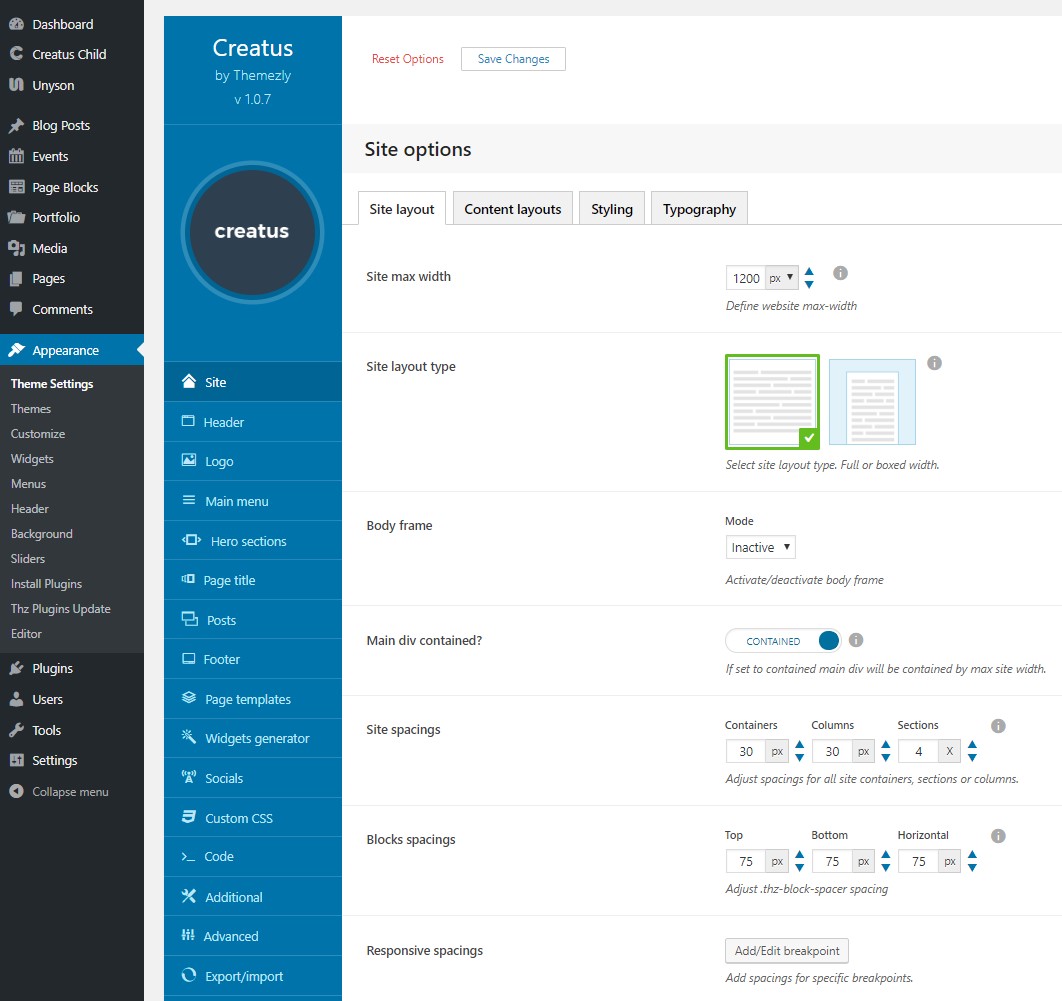 Dashboard
Creatus Child
Unyson
Blog Posts
Events
Page Blocks
Portfolio
Media
Pages
Comments
Appearance
Theme Settings
Themes
Customize
Widgets
Menus
Header
Background
Sliders
Install Plugins
Thz Plugins Update
Editor
Plugins
Users
Tools
Settings
Collapse menu
Creatus
by Themezly
v 1.0.7
creatus
Site
Header
Logo
Main menu
Hero sections
Page title
Posts
Footer
Page templates
Widgets generator
Socials
Custom CSS
Code
Additional
Advanced
Export/import
Reset Options Save Changes
Site options
Site layout Content layouts Styling Typography
Site max width 1200 px
Define website max-width
Site layout type
Select site layout type. Full or boxed width.
Body frame
Mode
Inactive
Activate/deactivate body frame
Main div contained? CONTAINED
If set to contained main div will be contained by max site width.
Site spacings
Containers Columns Sections
30 px 30 px 4 X
Adjust spacings for all site containers, sections or columns.
Blocks spacings
Top Bottom Horizontal
75 px 75 px 75 px
Adjust .thz-block-spacer spacing
Responsive spacings Add/Edit breakpoint
Add spacings for specific breakpoints.